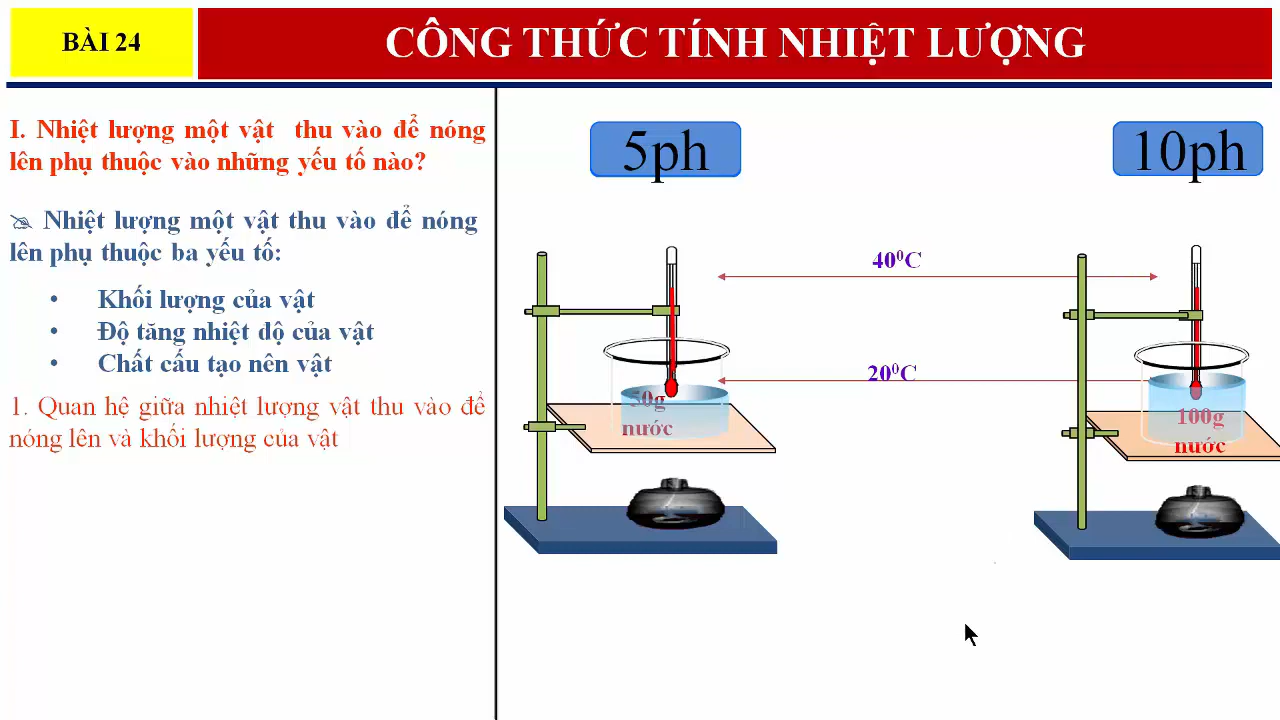 BÀI 24
CÔNG THỨC TÍNH NHIỆT LƯỢNG
I. Nhiệt lượng một vật thu vào để nóng
lên phụ thuộc vào những yếu tố nào?
Nhiệt lượng một vật thu vào để nóng
lên phụ thuộc ba yếu tố:
• Khối lượng của vật
• Độ tăng nhiệt độ của vật
• Chất cấu tạo nên vật
1. Quan hệ giữa nhiệt lượng vật thu vào để
nóng lên và khối lượng của vật
5ph
10ph
40⁰C
20⁰C
50g
nước
100g
nước